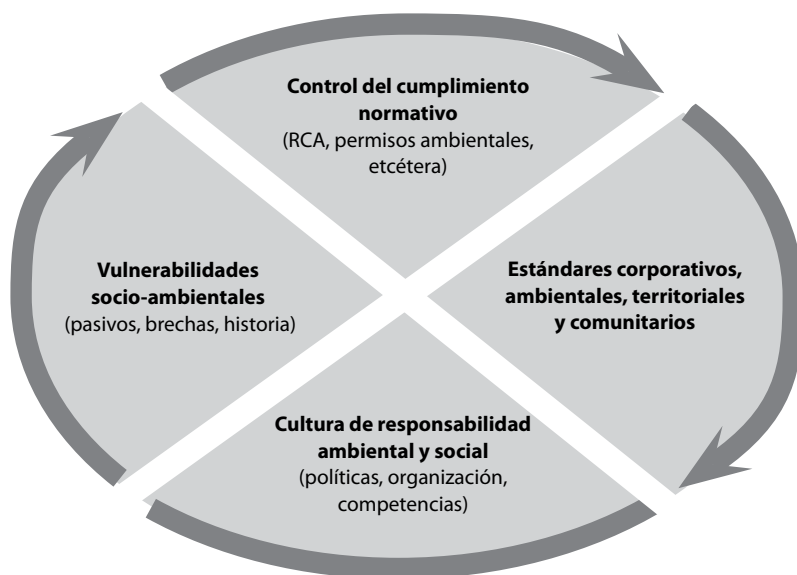 Control del cumplimiento
normativo
(RCA, permisos ambientales,
etcétera)
Vulnerabilidades
socio-ambientales
(pasivos, brechas, historia)
Estándares corporativos,
ambientales, territoriales
y comunitarios
Cultura de responsabilidad
ambiental y social
(políticas, organización,
competencias)